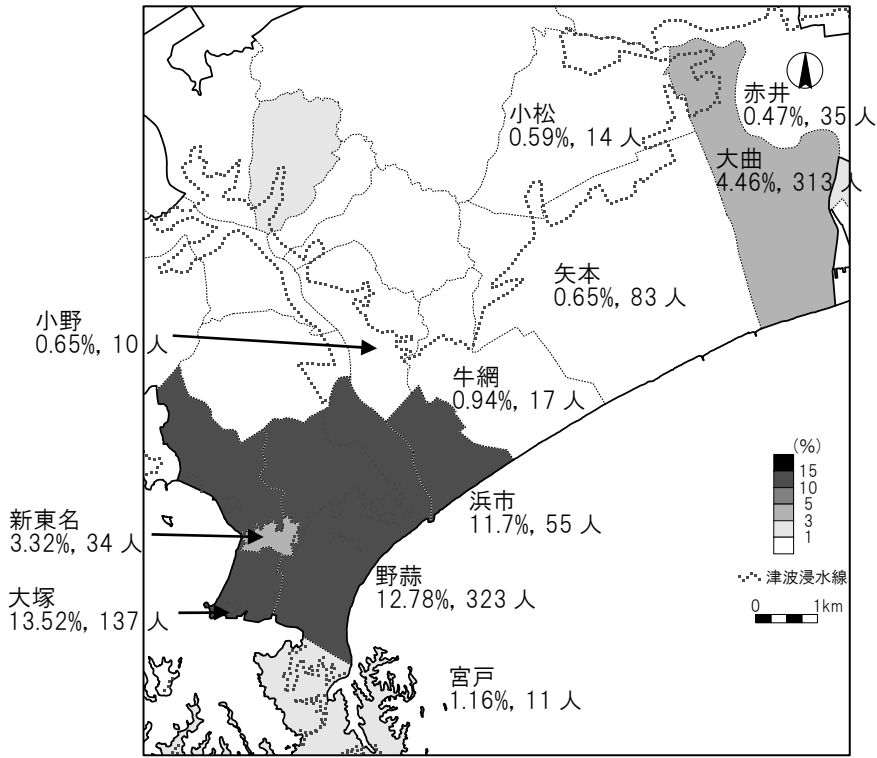 小松
0.59%, 14 人
赤井
0.47%, 35 人
大曲
4.46%, 313 人
矢本
0.65%, 83 人
小野
0.65%, 10 人
牛網
0.94%, 17 人
(%)
15
10
5
3
1
浜市
11.7%, 55 人
新東名
3.32%, 34 人
野蒜
12.78%, 323 人
津波浸水線
大塚
13.52%, 137 人
0 1km
宮戸
1.16%, 11 人